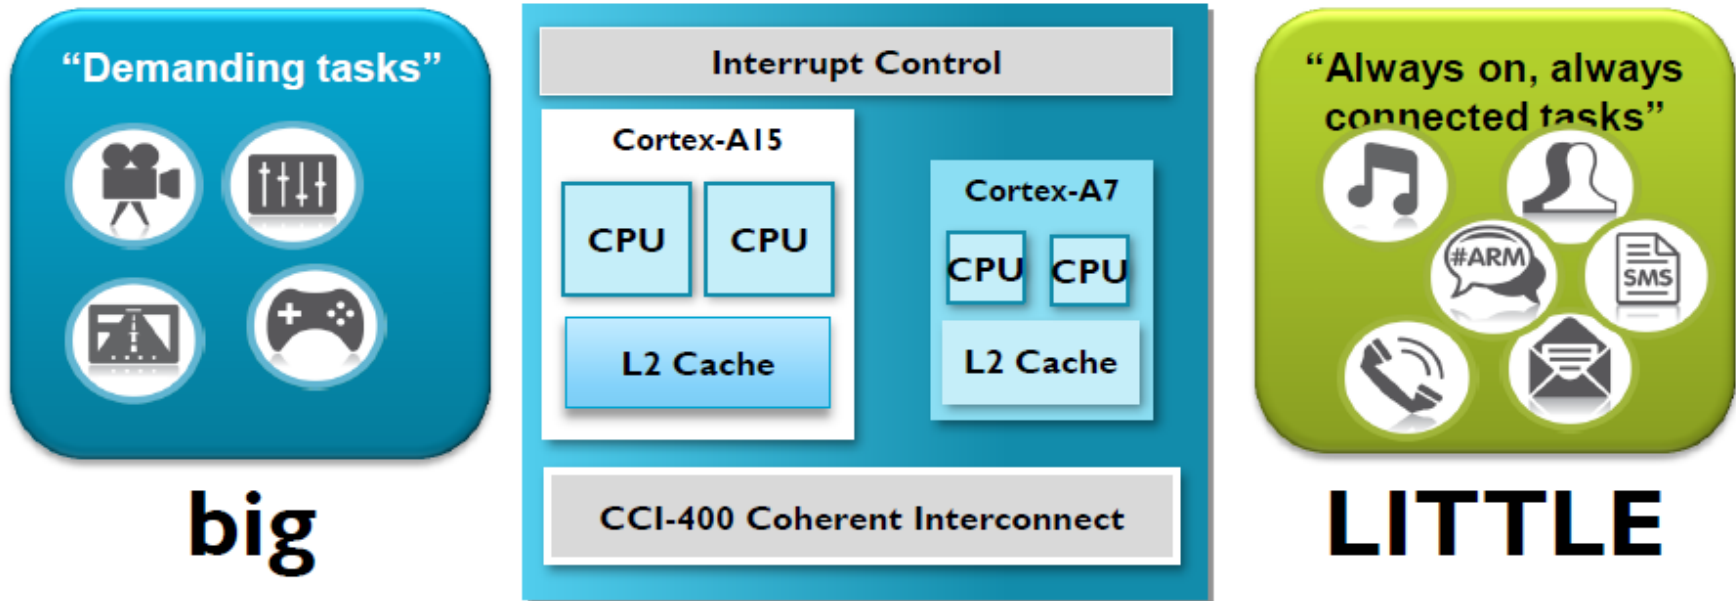 “Demanding tasks”
big
Interrupt Control
Cortex-A15
CPU
CPU
L2 Cache
Cortex-A7
CPU
CPU
L2 Cache
CCI-400 Coherent Interconnect
“Always on, always
connected tasks”
#ARM
SMS
LITTLE